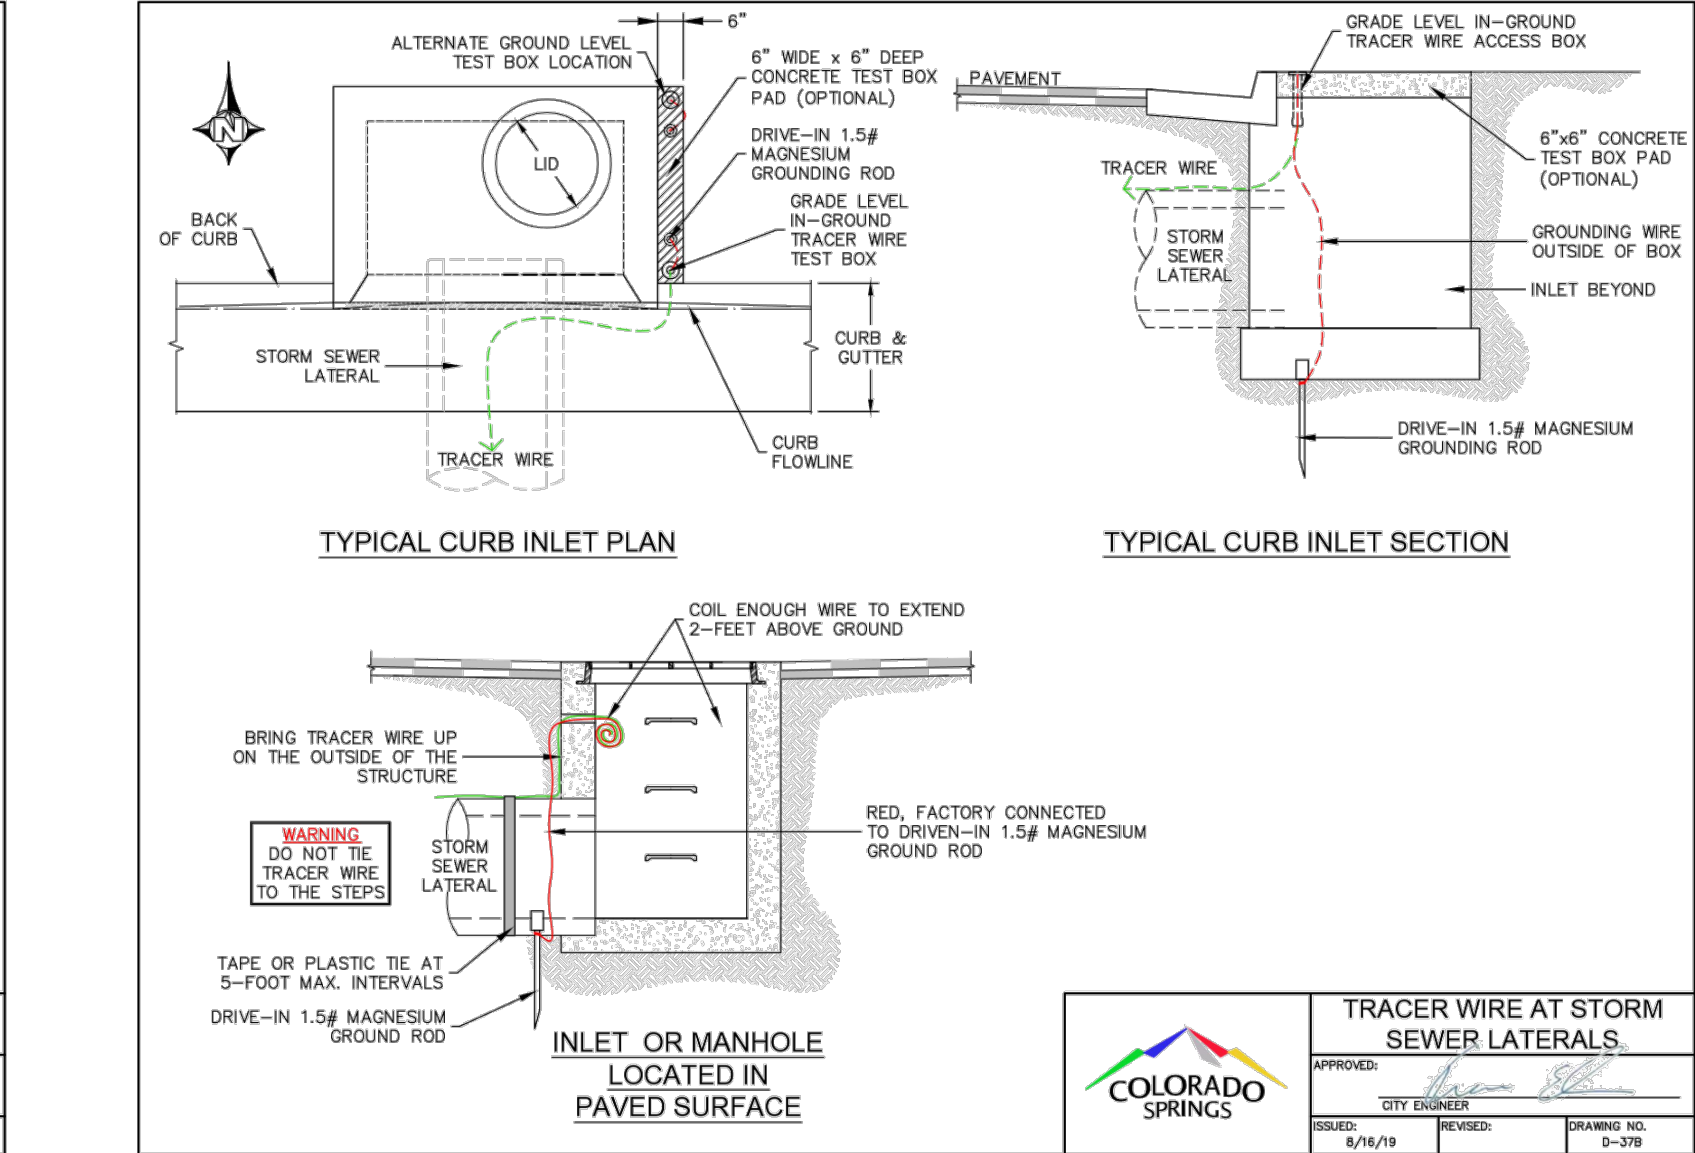 6"
ALTERNATE GROUND LEVEL
TEST BOX LOCATION
6" WIDE x 6" DEEP
CONCRETE TEST BOX
PAD (OPTIONAL)
N
LID
DRIVE-IN 1.5#
MAGNESIUM
GROUNDING ROD
GRADE LEVEL
IN-GROUND
TRACER WIRE
TEST BOX
BACK
OF CURB
CURB &
GUTTER
STORM SEWER
LATERAL
TRACER WIRE
CURB
FLOWLINE
TYPICAL CURB INLET PLAN
GRADE LEVEL IN-GROUND
TRACER WIRE ACCESS BOX
PAVEMENT
6"x6" CONCRETE
TEST BOX PAD
(OPTIONAL)
TRACER WIRE
STORM
SEWER
LATERAL
GROUNDING WIRE
OUTSIDE OF BOX
INLET BEYOND
DRIVE-IN 1.5# MAGNESIUM
GROUNDING ROD
TYPICAL CURB INLET SECTION
COIL ENOUGH WIRE TO EXTEND
2-FEET ABOVE GROUND
BRING TRACER WIRE UP
ON THE OUTSIDE OF THE
STRUCTURE
WARNING
DO NOT TIE
TRACER WIRE
TO THE STEPS
STORM
SEWER
LATERAL
RED, FACTORY CONNECTED
TO DRIVEN-IN 1.5# MAGNESIUM
GROUND ROD
TAPE OR PLASTIC TIE AT
5-FOOT MAX. INTERVALS
DRIVE-IN 1.5# MAGNESIUM
GROUND ROD
INLET OR MANHOLE
LOCATED IN
PAVED SURFACE
COLORADO
SPRINGS
TRACER WIRE AT STORM
SEWER LATERALS
APPROVED:
CITY ENGINEER
ISSUED:
8/16/19
REVISED:
DRAWING NO.
D-37B